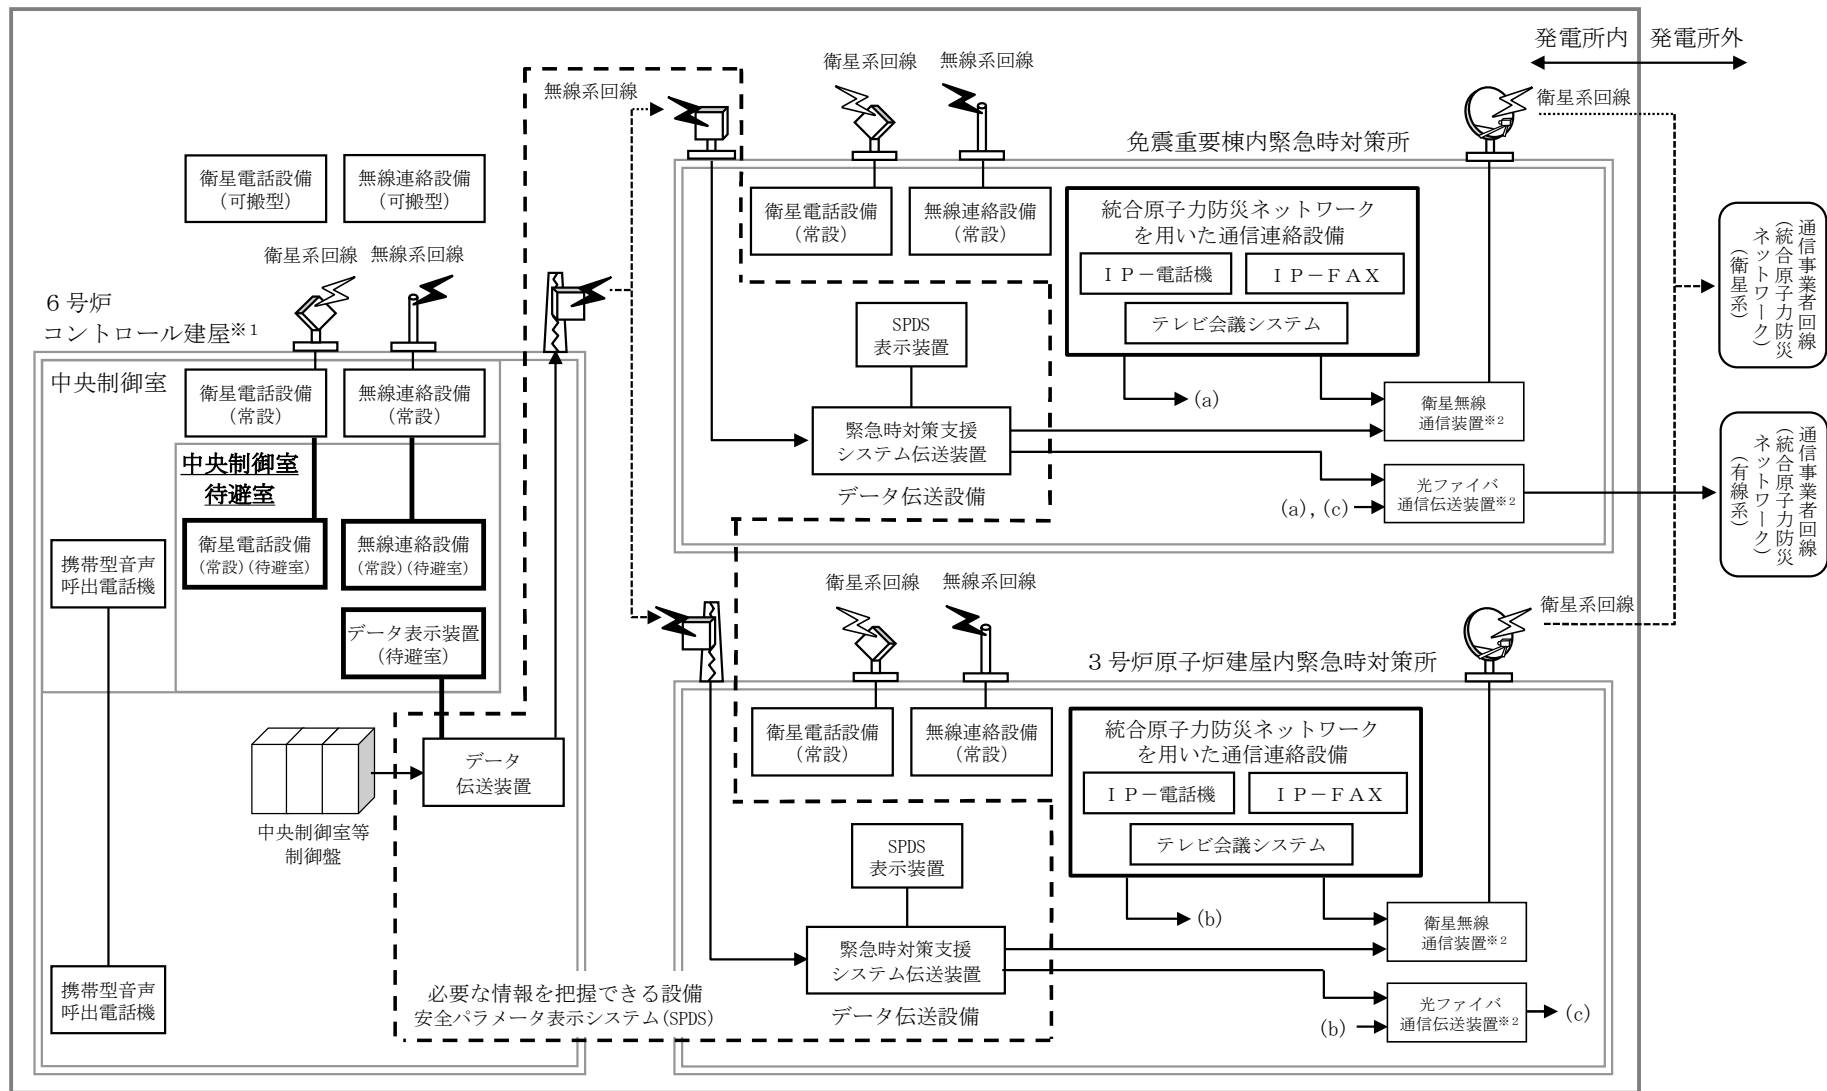 発電所内
発電所外
衛星系回線
無線系回線
無線系回線
衛星系回線
免震重要棟内緊急時対策所
衛星電話設備
(可搬型)
無線連絡設備
(可搬型)
衛星電話設備
(常設)
無線連絡設備
(常設)
統合原子力防災ネットワーク
を用いた通信連絡設備
ＩＰ－電話機
ＩＰ－ＦＡＸ
テレビ会議システム
通信事業者回線
(統合原子力防災
ネットワーク)
(衛星系)
衛星系回線
無線系回線
６号炉
コントロール建屋※1
SPDS
表示装置
中央制御室
衛星電話設備
(常設)
無線連絡設備
(常設)
(a)
衛星無線
通信装置※2
緊急時対策支援
システム伝送装置
データ伝送設備
光ファイバ
通信伝送装置※2
(a),(c)
通信事業者回線
(統合原子力防災
ネットワーク)
(有線系)
中央制御室
待避室
衛星電話設備
(常設)(待避室)
無線連絡設備
(常設)(待避室)
携帯型音声
呼出電話機
データ表示装置
(待避室)
衛星系回線
無線系回線
衛星系回線
３号炉原子炉建屋内緊急時対策所
衛星電話設備
(常設)
無線連絡設備
(常設)
統合原子力防災ネットワーク
を用いた通信連絡設備
ＩＰ－電話機
ＩＰ－ＦＡＸ
テレビ会議システム
データ
伝送装置
中央制御室等
制御盤
SPDS
表示装置
(b)
衛星無線
通信装置※2
緊急時対策支援
システム伝送装置
データ伝送設備
光ファイバ
通信伝送装置※2
(b)
(c)
携帯型音声
呼出電話機
必要な情報を把握できる設備
安全パラメータ表示システム(SPDS)